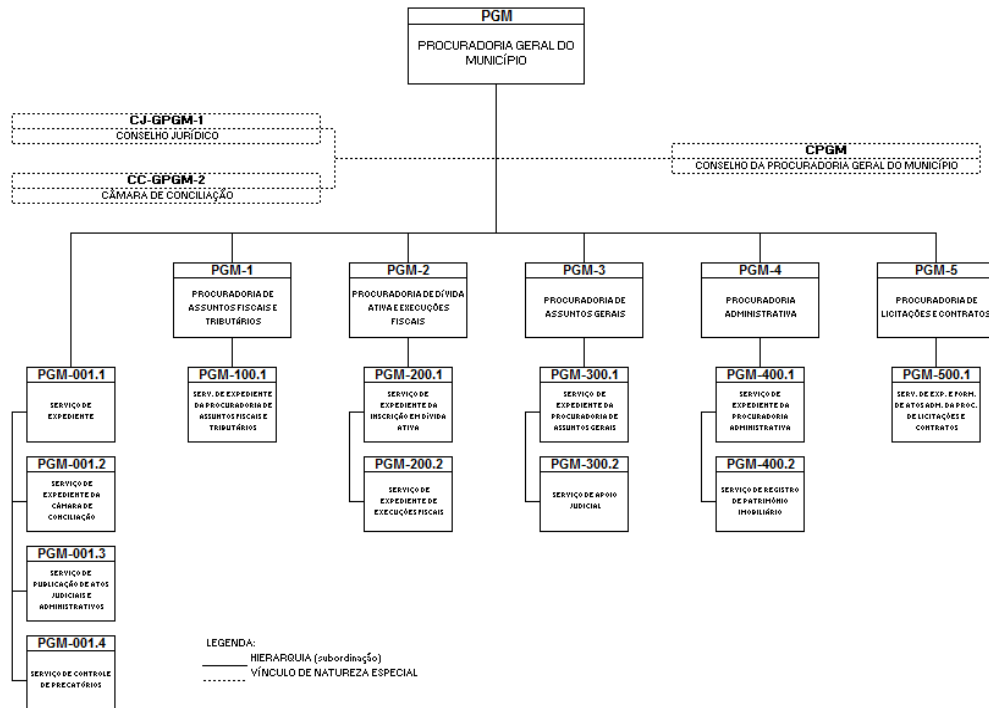 PGM
PROCURADORIA GERAL DO
MUNICÍPIO
CJ-GPGM-1
CONSELHO JURÍDICO
CC-GPGM-2
CÂMARA DE CONCILIAÇÃO
CPGM
CONSELHO DA PROCURADORIA GERAL DO MUNICÍPIO
PGM-1
PROCURADORIA DE
ASSUNTOS FISCAIS E
TRIBUTÁRIOS
PGM-2
PROCURADORIA DE DÍVIDA
ATIVA E EXECUÇÕES
FISCAIS
PGM-3
PROCURADORIA DE
ASSUNTOS GERAIS
PGM-4
PROCURADORIA
ADMINISTRATIVA
PGM-5
PROCURADORIA DE
LICITAÇÕES E CONTRATOS
PGM-001.1
SERVIÇO DE
EXPEDIENTE
PGM-100.1
SERV. DE EXPEDIENTE
DA PROCURADORIA DE
ASSUNTOS FISCAIS E
TRIBUTÁRIOS
PGM-200.1
SERVIÇO DE
EXPEDIENTE DA
INSCRIÇÃO EM DÍVIDA
ATIVA
PGM-300.1
SERVIÇO DE
EXPEDIENTE DA
PROCURADORIA DE
ASSUNTOS GERAIS
PGM-400.1
SERVIÇO DE
EXPEDIENTE DA
PROCURADORIA
ADMINISTRATIVA
PGM-500.1
SERV. DE EXP. E FORM.
DE ATOS ADM. DA PROC.
DE LICITAÇÕES E
CONTRATOS
PGM-001.2
SERVIÇO DE
EXPEDIENTE DA
CÂMARA DE
CONCILIAÇÃO
PGM-200.2
SERVIÇO DE
EXPEDIENTE DE
EXECUÇÕES FISCAIS
PGM-300.2
SERVIÇO DE APOIO
JUDICIAL
PGM-400.2
SERVIÇO DE REGISTRO
DE PATRIMÔNIO
IMOBILIÁRIO
PGM-001.3
SERVIÇO DE
PUBLICAÇÃO DE ATOS
JUDICIAIS E
ADMINISTRATIVOS
PGM-001.4
SERVIÇO DE CONTROLE
DE PRECATÓRIOS
LEGENDA:
HIERARQUIA (subordinação)
VÍNCULO DE NATUREZA ESPECIAL